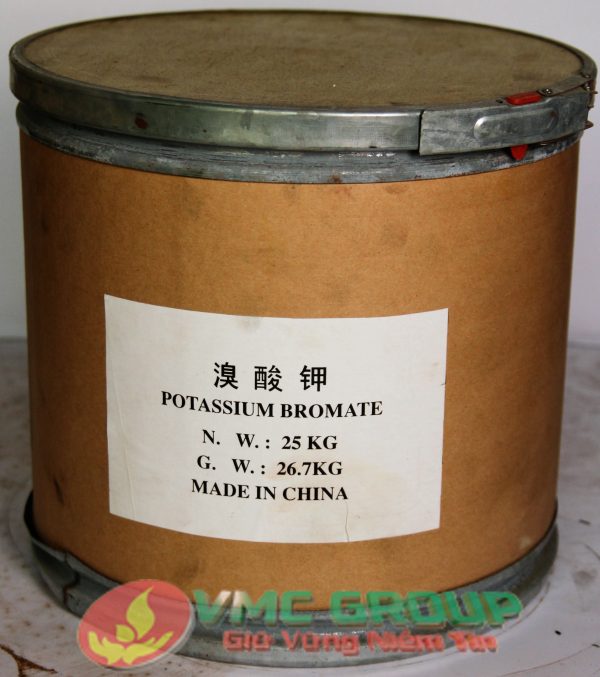 溴酸钾
POTASSIUM BROMATE
N. W.: 25 KG
G. W.: 26.7KG
MADE IN CHINA
VMC GROUP
Giữ Vững Niềm Tin